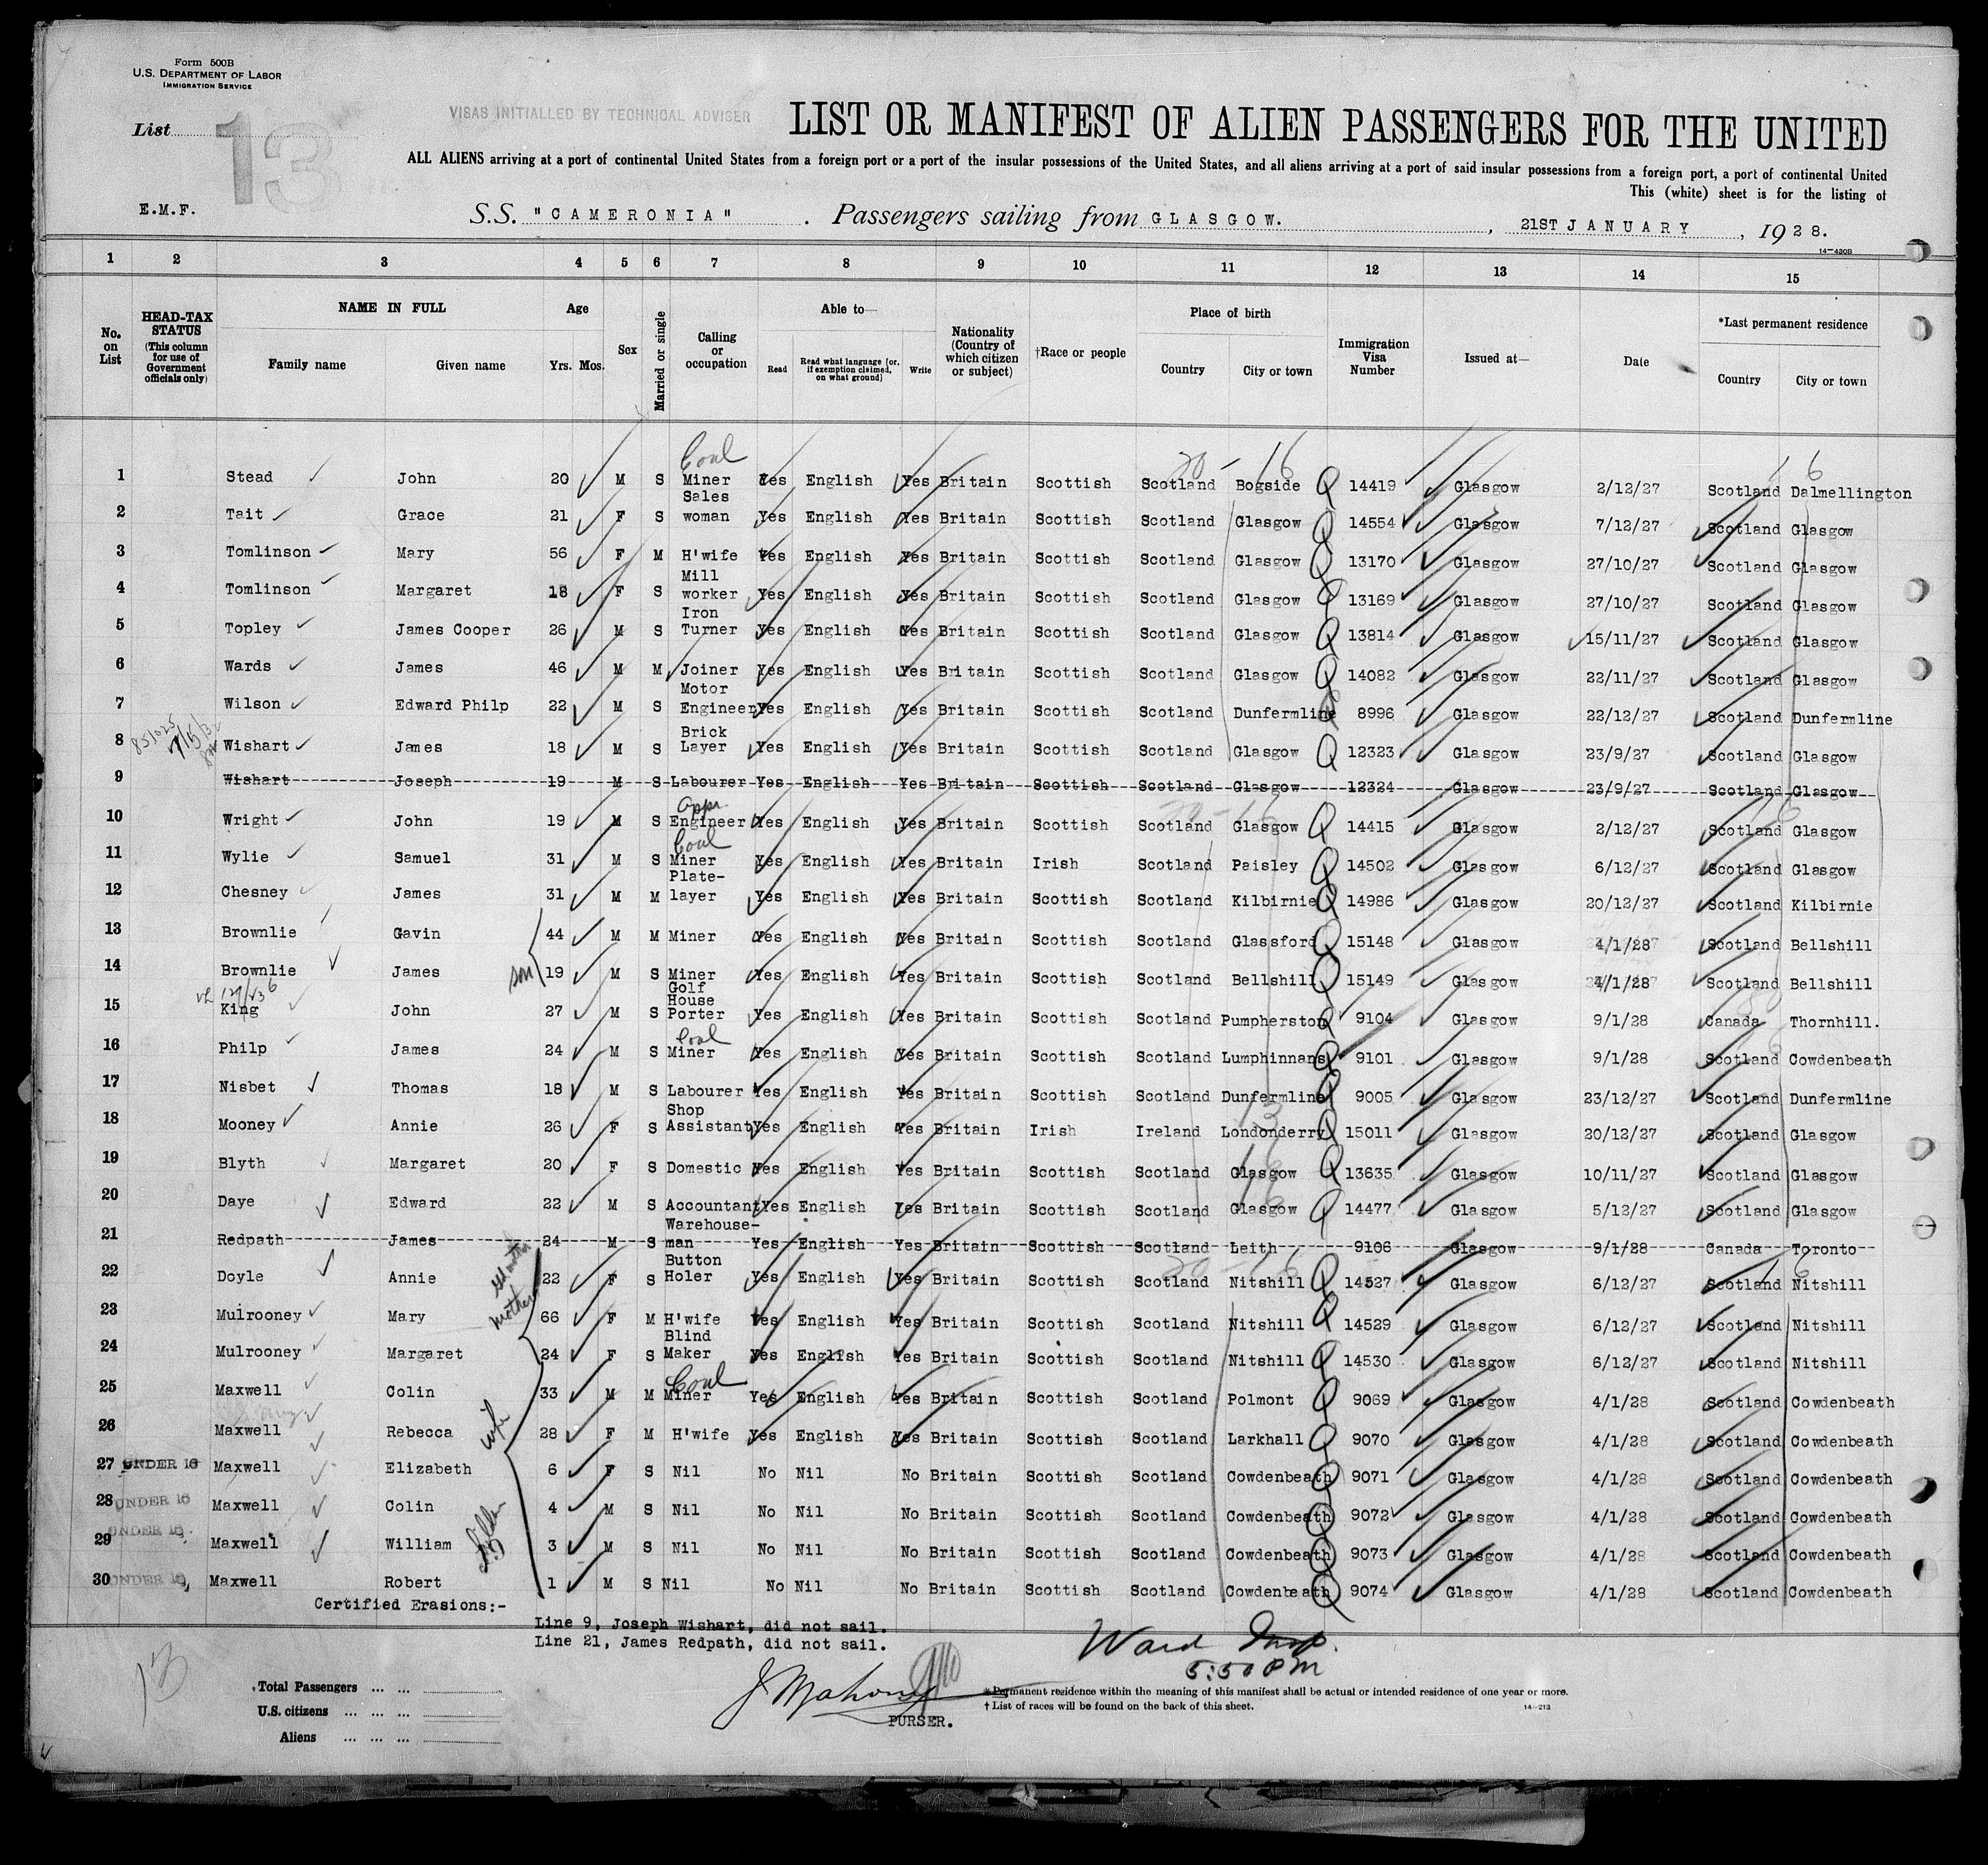 Form 500B
U.S. DEPARTMENT OF LABOR
IMMIGRATION SERVICE
List 13
VISAS INITIALLED BY TECHNICAL ADVISER
LIST OR MANIFEST OF ALIEN PASSENGERS FOR THE UNITED
ALL ALIENS arriving at a port of continental United States from a foreign port or a port of the insular possessions of the United States, and all aliens arriving at a port of said insular possessions from a foreign port, a port of continental United
This (white) sheet is for the listing of
E.M.F.
S.S. "CAMERONIA". Passengers sailing from GLASGOW., 21ST JANUARY, 1928.
14—420B
1 2 3 4 5 6 7 8 9 10 11 12 13 14 15
No. on List
HEAD-TAX STATUS (This column for use of Government officials only)
NAME IN FULL
Family name Given name
Age
Yrs. Mos.
Sex
Married or single
Calling or occupation
Able to—
Read
Read what language [or, if exemption claimed, on what ground]
Write
Nationality (Country of which citizen or subject)
†Race or people
Place of birth
Country City or town
Immigration Visa Number
Issued at—
Date
*Last permanent residence
Country City or town
20-16 16
1 Stead John 20 M S Coal Miner Yes English Yes Britain Scottish Scotland Bogside 14419 Glasgow 2/12/27 Scotland Dalmellington
2 Tait Grace 21 F S Sales woman Yes English Yes Britain Scottish Scotland Glasgow 14554 Glasgow 7/12/27 Scotland Glasgow
3 Tomlinson Mary 56 F M H'wife Yes English Yes Britain Scottish Scotland Glasgow 13170 Glasgow 27/10/27 Scotland Glasgow
4 Tomlinson Margaret 18 F S Mill worker Yes English Yes Britain Scottish Scotland Glasgow 13169 Glasgow 27/10/27 Scotland Glasgow
5 Topley James Cooper 26 M S Iron Turner Yes English Yes Britain Scottish Scotland Glasgow 13814 Glasgow 15/11/27 Scotland Glasgow
6 Wards James 46 M M Joiner Yes English Yes Britain Scottish Scotland Glasgow 14082 Glasgow 22/11/27 Scotland Glasgow
7 Wilson Edward Philp 22 M S Motor Engineer Yes English Yes Britain Scottish Scotland Dunfermline 8996 Glasgow 22/12/27 Scotland Dunfermline
8 Wishart James 18 M S Brick Layer Yes English Yes Britain Scottish Scotland Glasgow 12323 Glasgow 23/9/27 Scotland Glasgow
9 Wishart Joseph 19 M S Labourer Yes English Yes Britain Scottish Scotland Glasgow 12324 Glasgow 23/9/27 Scotland Glasgow
20-16 16
10 Wright John 19 M S Appr. Engineer Yes English Yes Britain Scottish Scotland Glasgow 14415 Glasgow 2/12/27 Scotland Glasgow
11 Wylie Samuel 31 M S Coal Miner Yes English Yes Britain Irish Scotland Paisley 14502 Glasgow 6/12/27 Scotland Glasgow
12 Chesney James 31 M M Plate-layer Yes English Yes Britain Scottish Scotland Kilbirnie 14986 Glasgow 20/12/27 Scotland Kilbirnie
13 Brownlie Gavin 44 M M Miner Yes English Yes Britain Scottish Scotland Glassford 15148 Glasgow 4/1/28 Scotland Bellshill
14 Brownlie James son 19 M S Miner Yes English Yes Britain Scottish Scotland Bellshill 15149 Glasgow 4/1/28 Scotland Bellshill
15 King John 27 M S Golf House Porter Yes English Yes Britain Scottish Scotland Pumpherston 9104 Glasgow 9/1/28 Canada Thornhill.
16 Philp James 24 M S Coal Miner Yes English Yes Britain Scottish Scotland Lumphinnans 9101 Glasgow 9/1/28 Scotland Cowdenbeath
17 Nisbet Thomas 18 M S Labourer Yes English Yes Britain Scottish Scotland Dunfermline 9005 Glasgow 23/12/27 Scotland Dunfermline
18 Mooney Annie 26 F S Shop Assistant Yes English Yes Britain Irish Ireland Londonderry 13 15011 Glasgow 20/12/27 Scotland Glasgow
19 Blyth Margaret 20 F S Domestic Yes English Yes Britain Scottish Scotland Glasgow 16 13635 Glasgow 10/11/27 Scotland Glasgow
20 Daye Edward 22 M S Accountant Yes English Yes Britain Scottish Scotland Glasgow 16 14477 Glasgow 5/12/27 Scotland Glasgow
21 Redpath James 24 M S Warehouse-man Yes English Yes Britain Scottish Scotland Leith 9106 Glasgow 9/1/28 Canada Toronto
20-16 16
22 Doyle Annie 22 F S Button Holer Yes English Yes Britain Scottish Scotland Nitshill 14527 Glasgow 6/12/27 Scotland Nitshill
23 Mulrooney Mary mother 66 F M H'wife Yes English Yes Britain Scottish Scotland Nitshill 14529 Glasgow 6/12/27 Scotland Nitshill
24 Mulrooney Margaret 24 F S Blind Maker Yes English Yes Britain Scottish Scotland Nitshill 14530 Glasgow 6/12/27 Scotland Nitshill
25 Maxwell Colin 33 M M Coal Miner Yes English Yes Britain Scottish Scotland Polmont 9069 Glasgow 4/1/28 Scotland Cowdenbeath
26 Maxwell Rebecca wife 28 F M H'wife Yes English Yes Britain Scottish Scotland Larkhall 9070 Glasgow 4/1/28 Scotland Cowdenbeath
27 UNDER 16 Maxwell Elizabeth 6 F S Nil No Nil No Britain Scottish Scotland Cowdenbeath 9071 Glasgow 4/1/28 Scotland Cowdenbeath
28 UNDER 16 Maxwell Colin 4 M S Nil No Nil No Britain Scottish Scotland Cowdenbeath 9072 Glasgow 4/1/28 Scotland Cowdenbeath
29 UNDER 16 Maxwell William children 3 M S Nil No Nil No Britain Scottish Scotland Cowdenbeath 9073 Glasgow 4/1/28 Scotland Cowdenbeath
30 UNDER 16 Maxwell Robert 1 M S Nil No Nil No Britain Scottish Scotland Cowdenbeath 9074 Glasgow 4/1/28 Scotland Cowdenbeath
Certified Erasions:-
Line 9, Joseph Wishart, did not sail.
Line 21, James Redpath, did not sail.
Ward Insp.
5:50 PM
13
J Mahony
PURSER.
Total Passengers ... ...
U.S. citizens ... ... ...
Aliens ... ... ...
* Permanent residence within the meaning of this manifest shall be actual or intended residence of one year or more.
† List of races will be found on the back of this sheet.
14—213